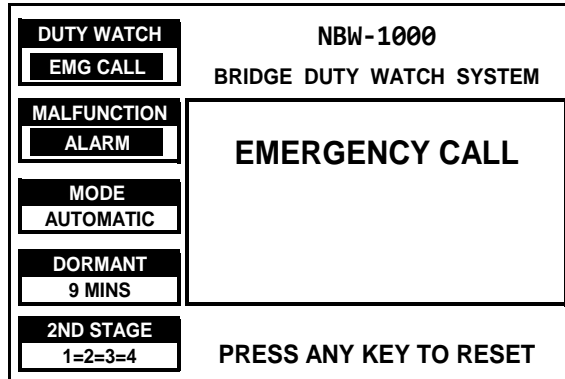 DUTY WATCH
EMG CALL
MALFUNCTION
ALARM
MODE
AUTOMATIC
DORMANT
9 MINS
2ND STAGE
1=2=3=4
NBW-1000
BRIDGE DUTY WATCH SYSTEM
EMERGENCY CALL
PRESS ANY KEY TO RESET